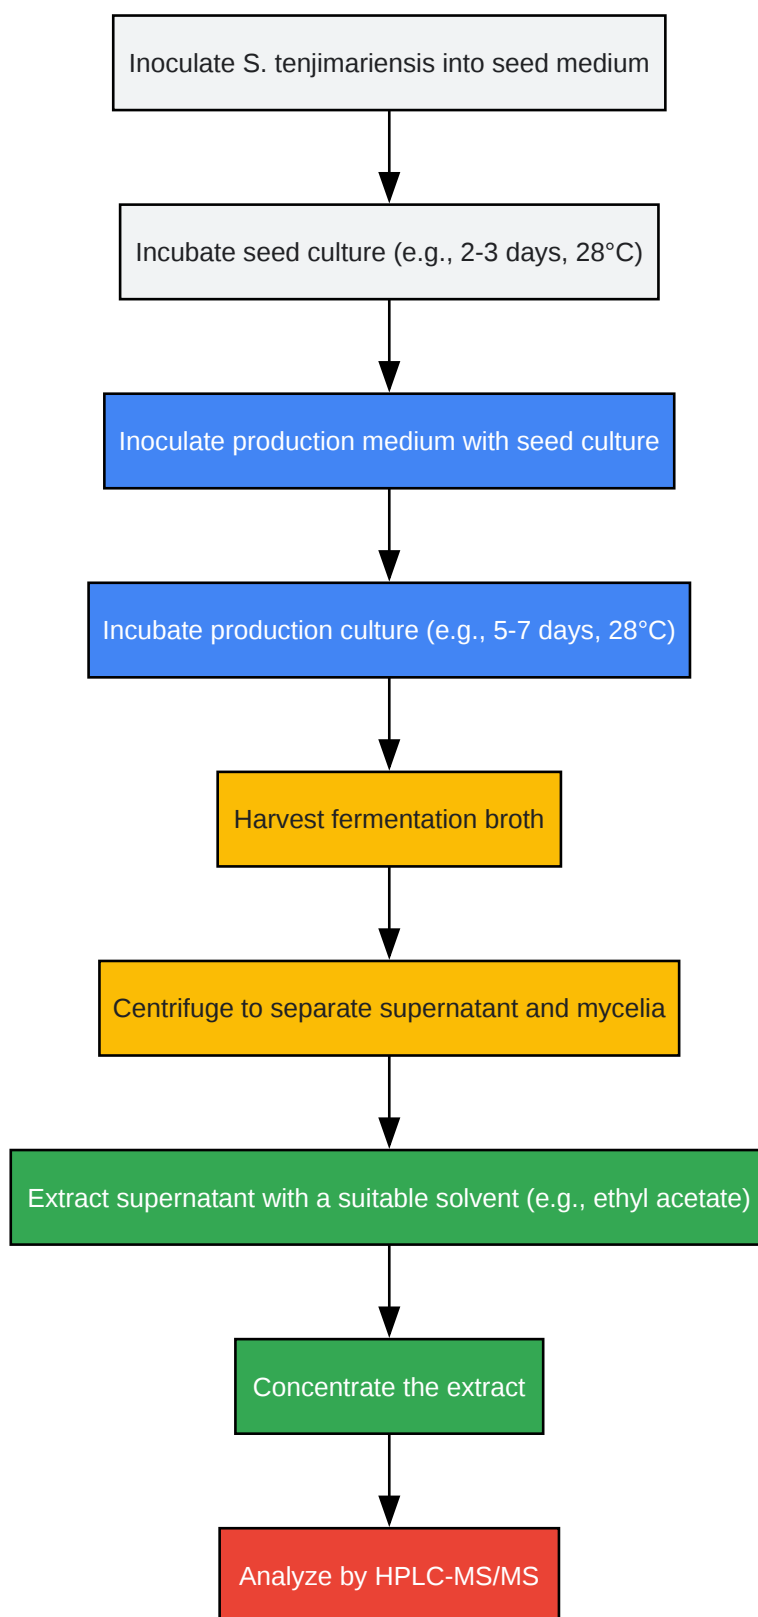 Inoculate S. tenjimariensis into seed medium
Incubate seed culture (e.g., 2-3 days, 28°C)
Inoculate production medium with seed culture
Incubate production culture (e.g., 5-7 days, 28°C)
Harvest fermentation broth
Centrifuge to separate supernatant and mycelia
Extract supernatant with a suitable solvent (e.g., ethyl acetate)
Concentrate the extract
Analyze by HPLC-MS/MS